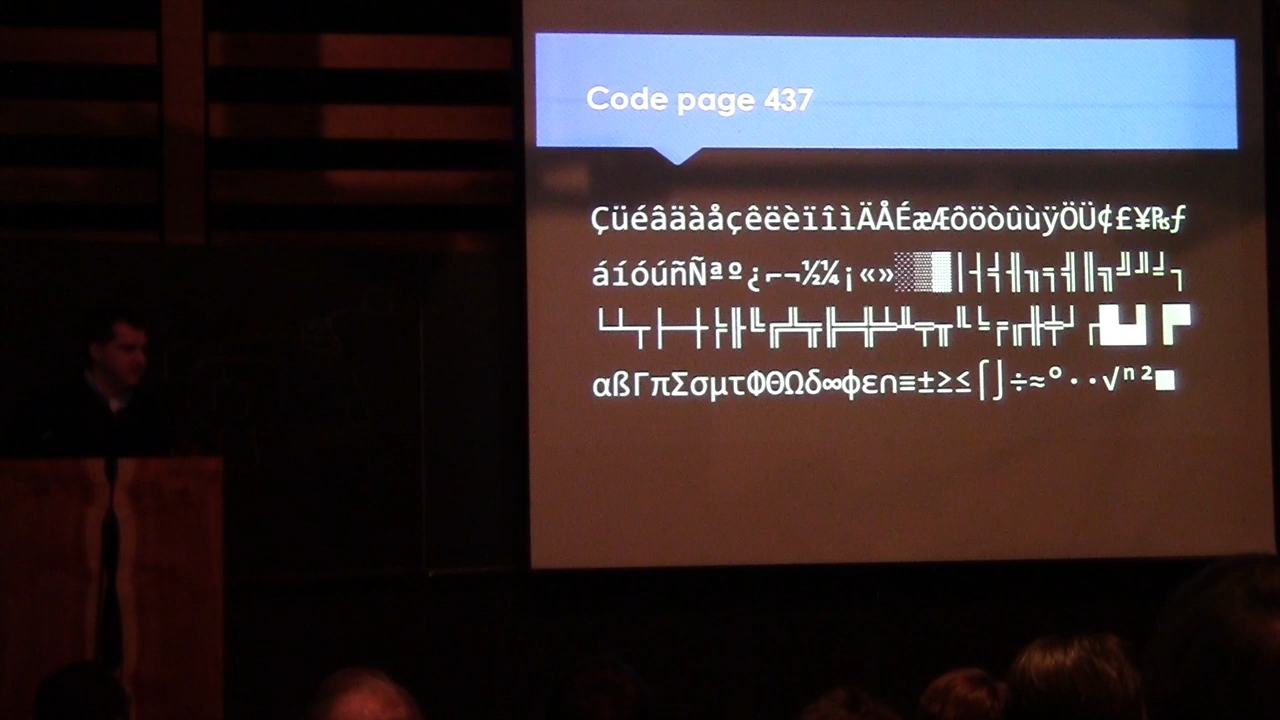 Code page 437
ÇüéâäàåçêëèïîìÄÅÉæÆôöòûùÿÖÜ¢£¥₧ƒ
áíóúñÑªº¿⌐¬½¼¡«»░▒▓│┤╡╢╖╕╣║╗╝╜╛┐
└┴┬├─┼╞╟╚╔╩╦╠═╬╧╨╤╥╙╘╒╓╫╪┘┌█▄▌▐▀
αßΓπΣσµτΦΘΩδ∞φε∩≡±≥≤⌠⌡÷≈°∙·√ⁿ²■